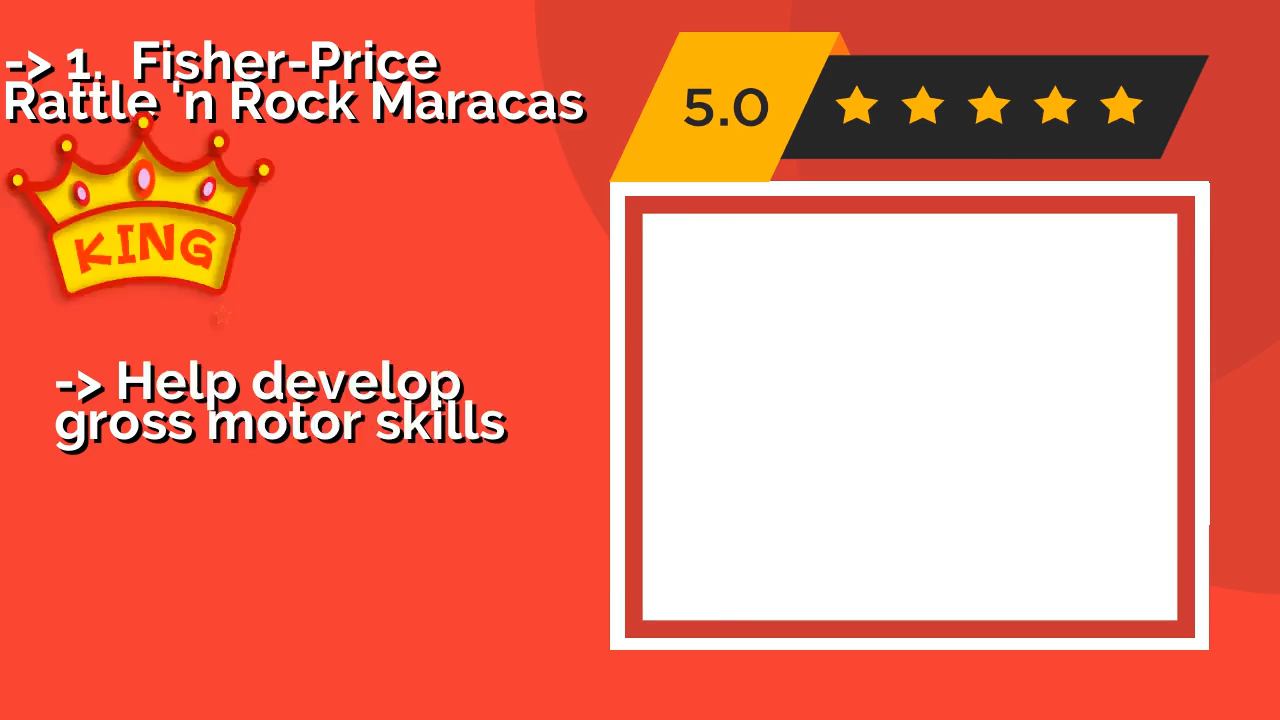 -> 1.  Fisher-Price
Rattle 'n Rock Maracas
KING
-> Help develop
gross motor skills
5.0